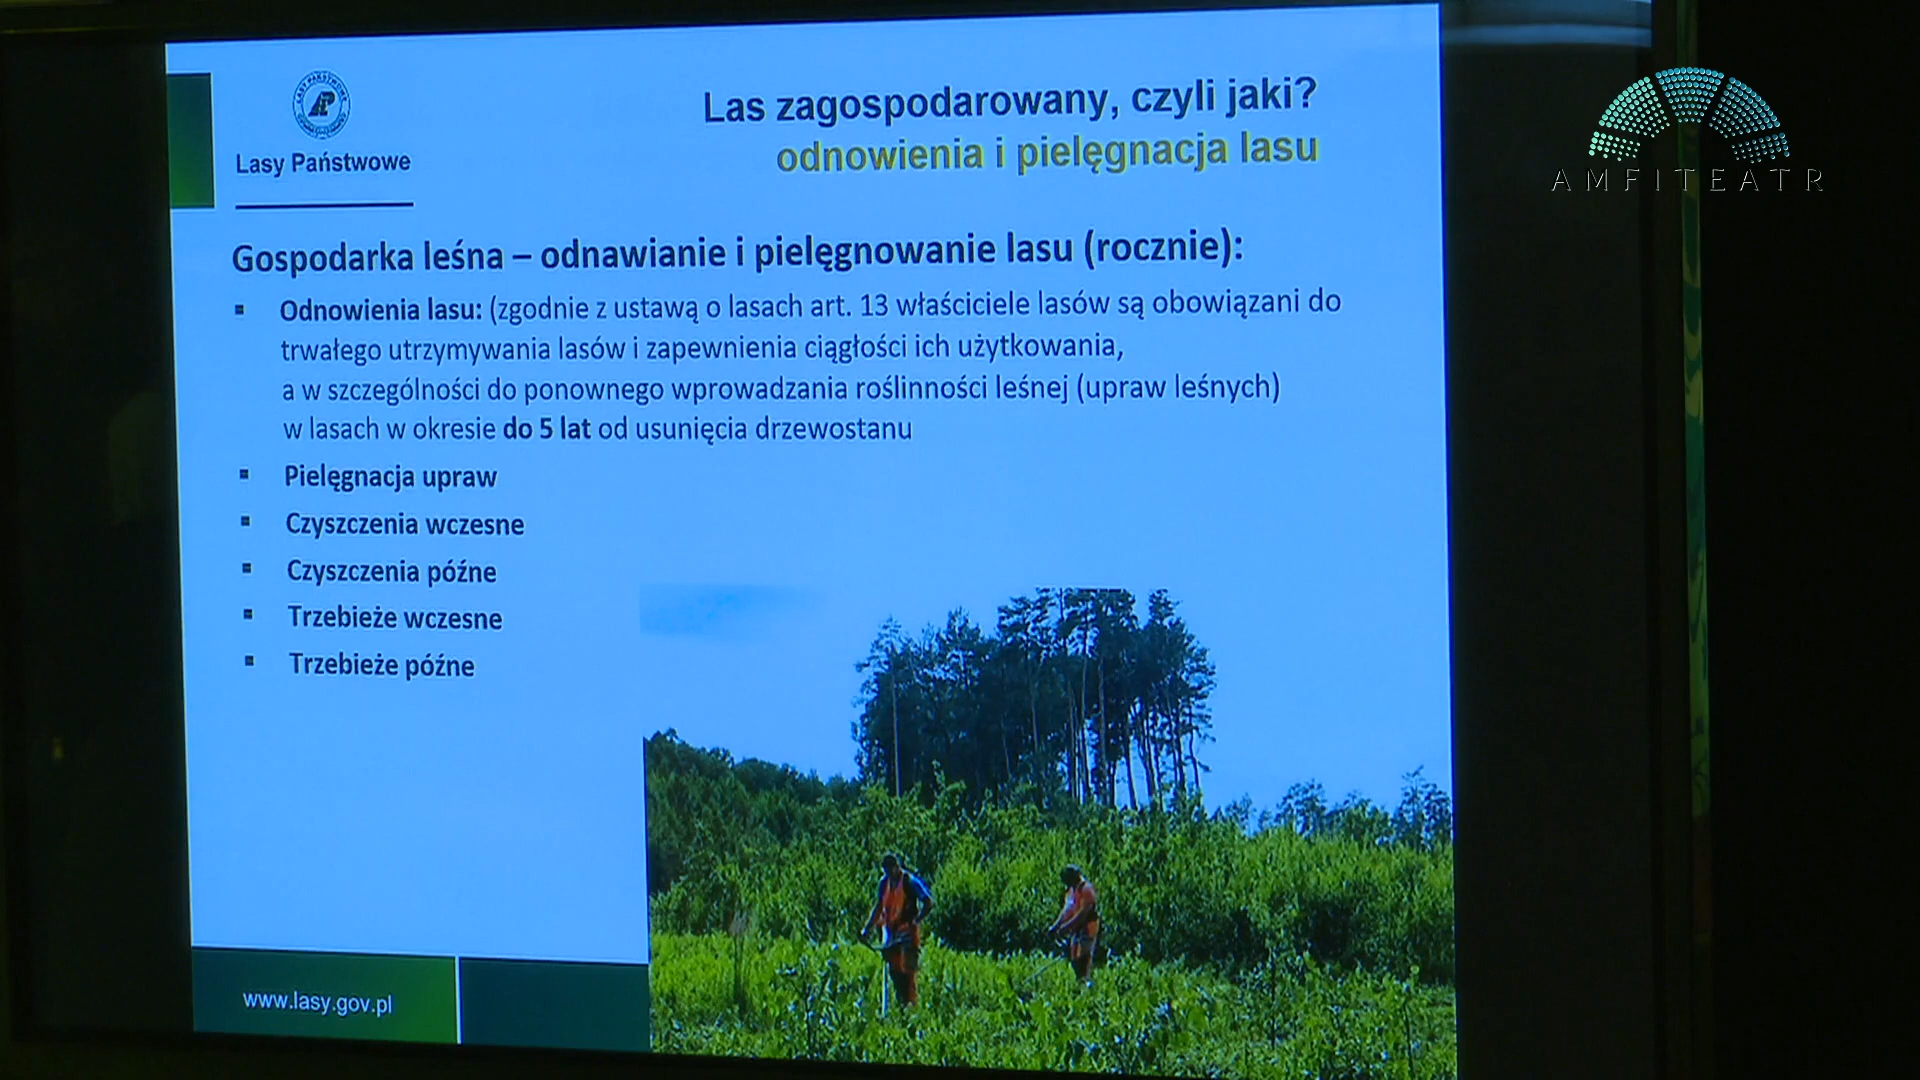 Lasy Państwowe
Las zagospodarowany, czyli jaki?
odnowienia i pielęgnacja lasu
AMFITEATR
Gospodarka leśna – odnawianie i pielęgnowanie lasu (rocznie):
▪ Odnowienia lasu: (zgodnie z ustawą o lasach art. 13 właściciele lasów są obowiązani do
trwałego utrzymywania lasów i zapewnienia ciągłości ich użytkowania,
a w szczególności do ponownego wprowadzania roślinności leśnej (upraw leśnych)
w lasach w okresie do 5 lat od usunięcia drzewostanu
▪ Pielęgnacja upraw
▪ Czyszczenia wczesne
▪ Czyszczenia późne
▪ Trzebieże wczesne
▪ Trzebieże późne
www.lasy.gov.pl